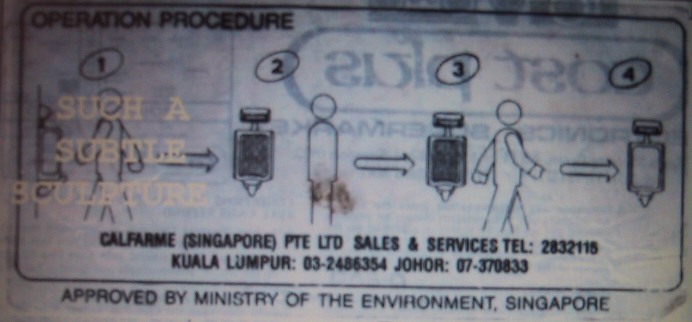 OPERATION PROCEDURE
1 2 3 4
SUCH A
SUBTLE
SCULPTURE
CALFARME (SINGAPORE) PTE LTD SALES & SERVICES TEL: 2832116
KUALA LUMPUR: 03-2486354 JOHOR: 07-370833
APPROVED BY MINISTRY OF THE ENVIRONMENT, SINGAPORE